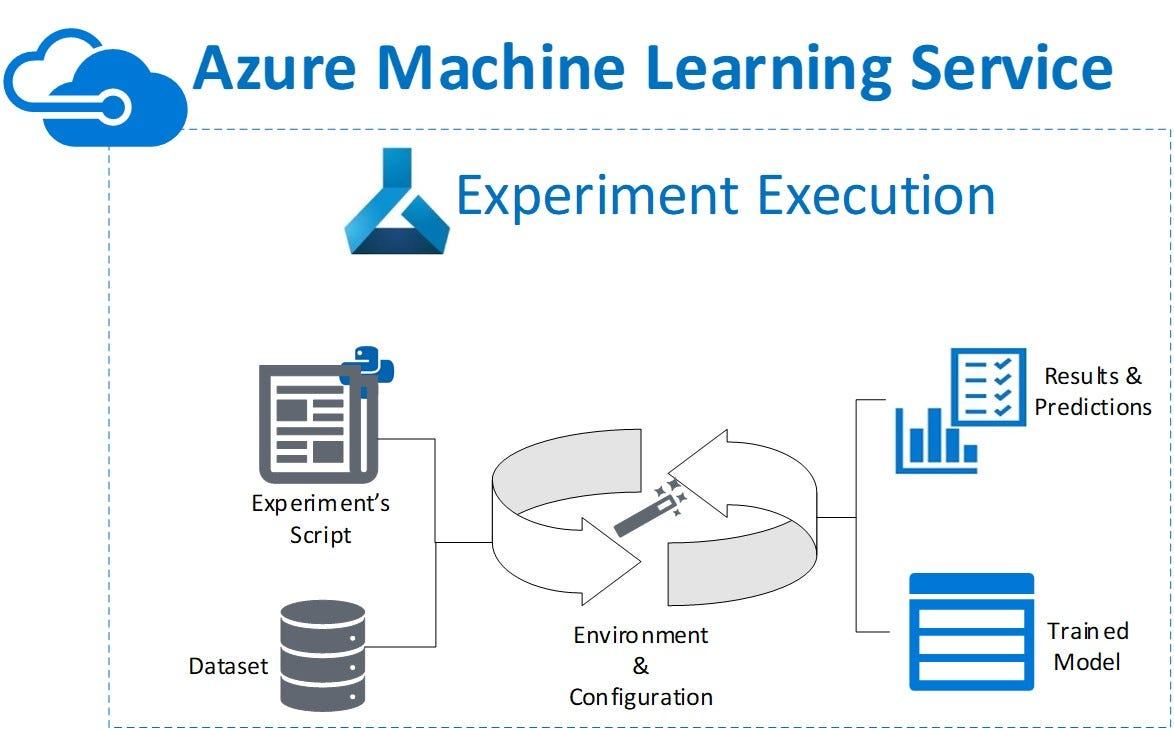 Azure Machine Learning Service
Experiment Execution
Experiment's
Script
Dataset
Environment
&
Configuration
Results &
Predictions
Trained
Model